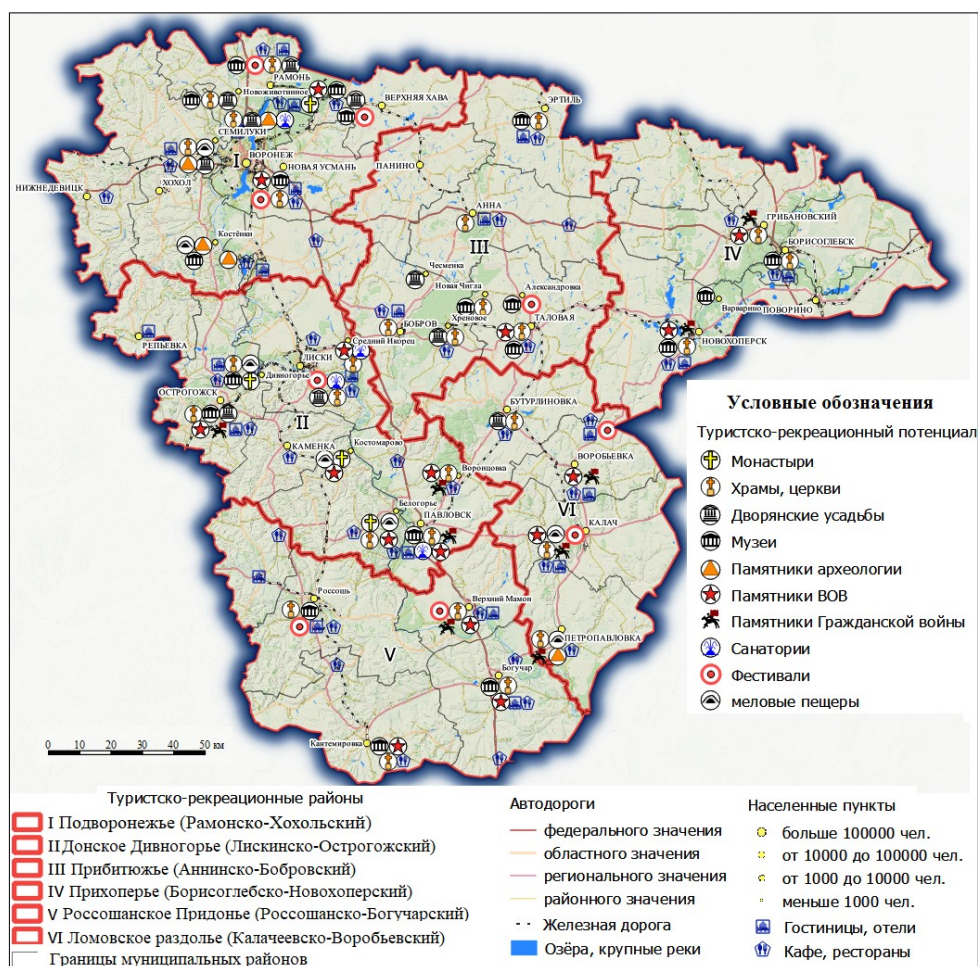 РАМОНЬ
Новоживотинное
ВЕРХНЯЯ ХАВА
ЭРТИЛЬ
СЕМИЛУКИ
I
ВОРОНЕЖ
НОВАЯ УСМАНЬ
ПАНИНО
НИЖНЕДЕВИЦК
ХОХОЛ
АННА
ГРИБАНОВСКИЙ
Костёнки
III
IV
БОРИСОГЛЕБСК
Чесменка
Новая Чигла
Александровка
Варварино
ПОВОРИНО
РЕПЬЕВКА
Средний Икорец
БОБРОВ
Хреновое
ТАЛОВАЯ
НОВОХОПЕРСК
ЛИСКИ
Дивногорье
ОСТРОГОЖСК
II
БУТУРЛИНОВКА
КАМЕНКА
Костомарово
Воронцовка
ВОРОБЬЕВКА
VI
Белогорье
ПАВЛОВСК
КАЛАЧ
Россошь
Верхний Мамон
V
ПЕТРОПАВЛОВКА
Богучар
Кантемировка
0 10 20 30 40 50 км
Условные обозначения
Туристско-рекреационный потенциал
Монастыри
Храмы, церкви
Дворянские усадьбы
Музеи
Памятники археологии
Памятники ВОВ
Памятники Гражданской войны
Санатории
Фестивали
меловые пещеры
Туристско-рекреационные районы
I Подворонежье (Рамонско-Хохольский)
II Донское Дивногорье (Лискинско-Острогожский)
III Прибитюжье (Аннинско-Бобровский)
IV Прихоперье (Борисоглебско-Новохоперский)
V Россошанское Придонье (Россошанско-Богучарский)
VI Ломовское раздолье (Калачеевско-Воробьевский)
Границы муниципальных районов
Автодороги
федерального значения
областного значения
регионального значения
районного значения
Железная дорога
Озёра, крупные реки
Населенные пункты
больше 100000 чел.
от 10000 до 100000 чел.
от 1000 до 10000 чел.
меньше 1000 чел.
Гостиницы, отели
Кафе, рестораны